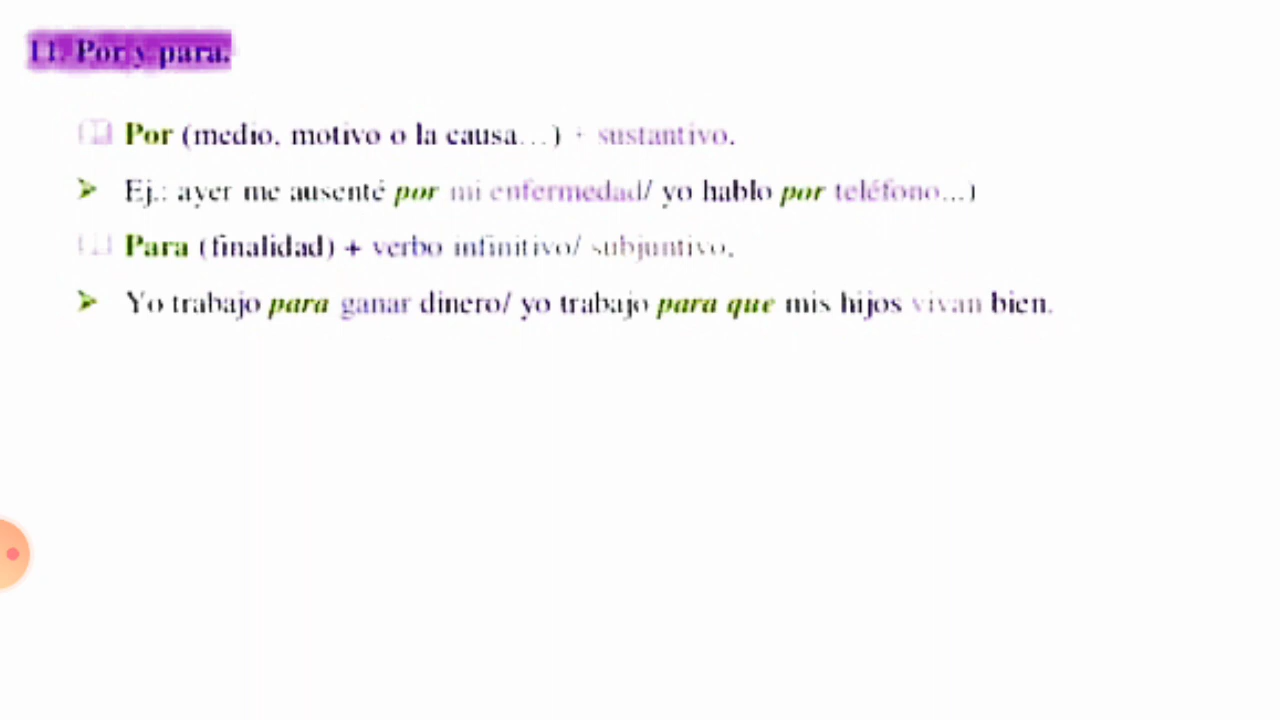 11. Por y para.
Por (medio, motivo o la causa…) + sustantivo.
Ej.: ayer me ausenté por mi enfermedad/ yo hablo por teléfono...)
Para (finalidad) + verbo infinitivo/ subjuntivo.
Yo trabajo para ganar dinero/ yo trabajo para que mis hijos vivan bien.